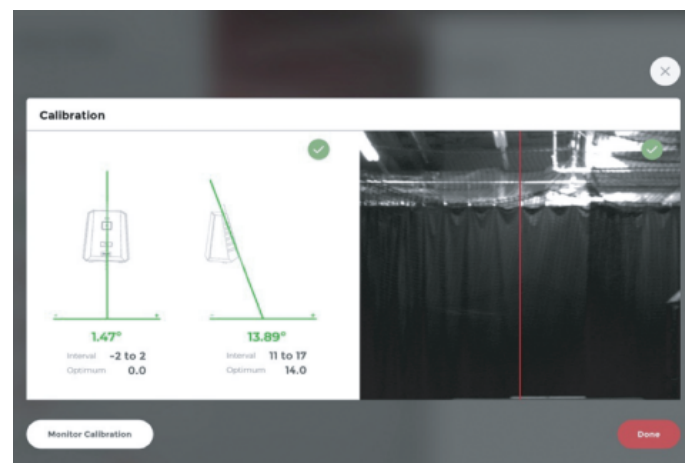 Calibration
- +
- +
1.47° 13.89°
Interval -2 to 2 Interval 11 to 17
Optimum 0.0 Optimum 14.0
Monitor Calibration Done